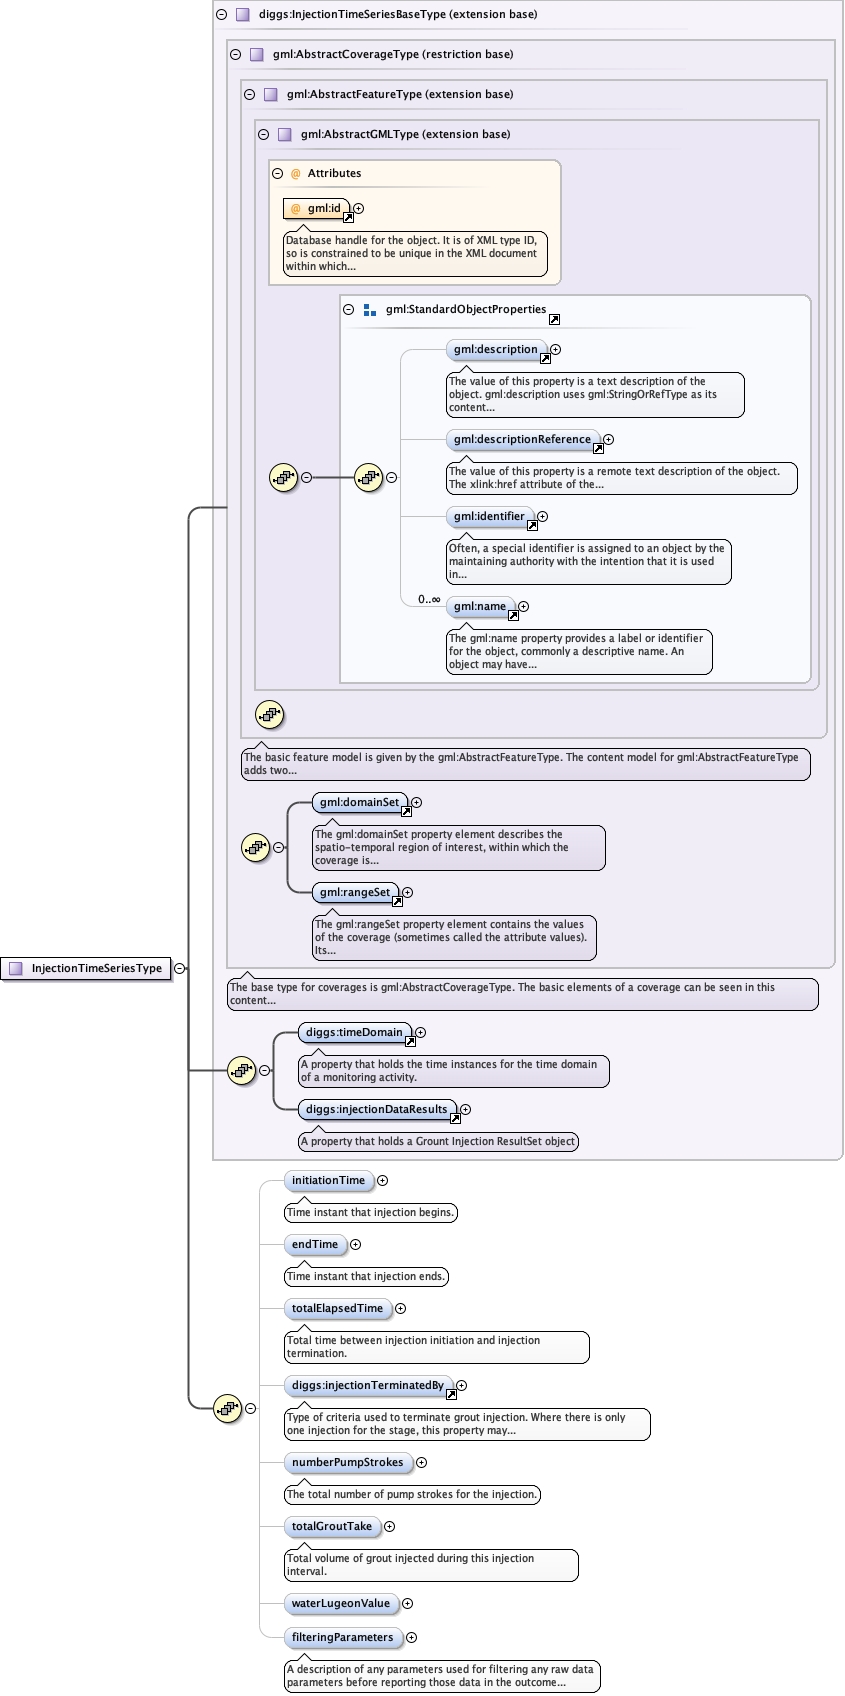 diggs:InjectionTimeSeriesBaseType (extension base)
gml:AbstractCoverageType (restriction base)
gml:AbstractFeatureType (extension base)
gml:AbstractGMLType (extension base)
@ Attributes
@ gml:id
Database handle for the object. It is of XML type ID,
so is constrained to be unique in the XML document
within which...
gml:StandardObjectProperties
gml:description
The value of this property is a text description of the
object. gml:description uses gml:StringOrRefType as its
content...
gml:descriptionReference
The value of this property is a remote text description of the object.
The xlink:href attribute of the...
gml:identifier
Often, a special identifier is assigned to an object by the
maintaining authority with the intention that it is used
in...
0..∞
gml:name
The gml:name property provides a label or identifier
for the object, commonly a descriptive name. An
object may have...
The basic feature model is given by the gml:AbstractFeatureType. The content model for gml:AbstractFeatureType
adds two...
gml:domainSet
The gml:domainSet property element describes the
spatio-temporal region of interest, within which the
coverage is...
gml:rangeSet
The gml:rangeSet property element contains the values
of the coverage (sometimes called the attribute values).
Its...
InjectionTimeSeriesType
The base type for coverages is gml:AbstractCoverageType. The basic elements of a coverage can be seen in this
content...
diggs:timeDomain
A property that holds the time instances for the time domain
of a monitoring activity.
diggs:injectionDataResults
A property that holds a Grount Injection ResultSet object
initiationTime
Time instant that injection begins.
endTime
Time instant that injection ends.
totalElapsedTime
Total time between injection initiation and injection
termination.
diggs:injectionTerminatedBy
Type of criteria used to terminate grout injection. Where there is only
one injection for the stage, this property may...
numberPumpStrokes
The total number of pump strokes for the injection.
totalGroutTake
Total volume of grout injected during this injection
interval.
waterLugeonValue
filteringParameters
A description of any parameters used for filtering any raw data
parameters before reporting those data in the outcome...